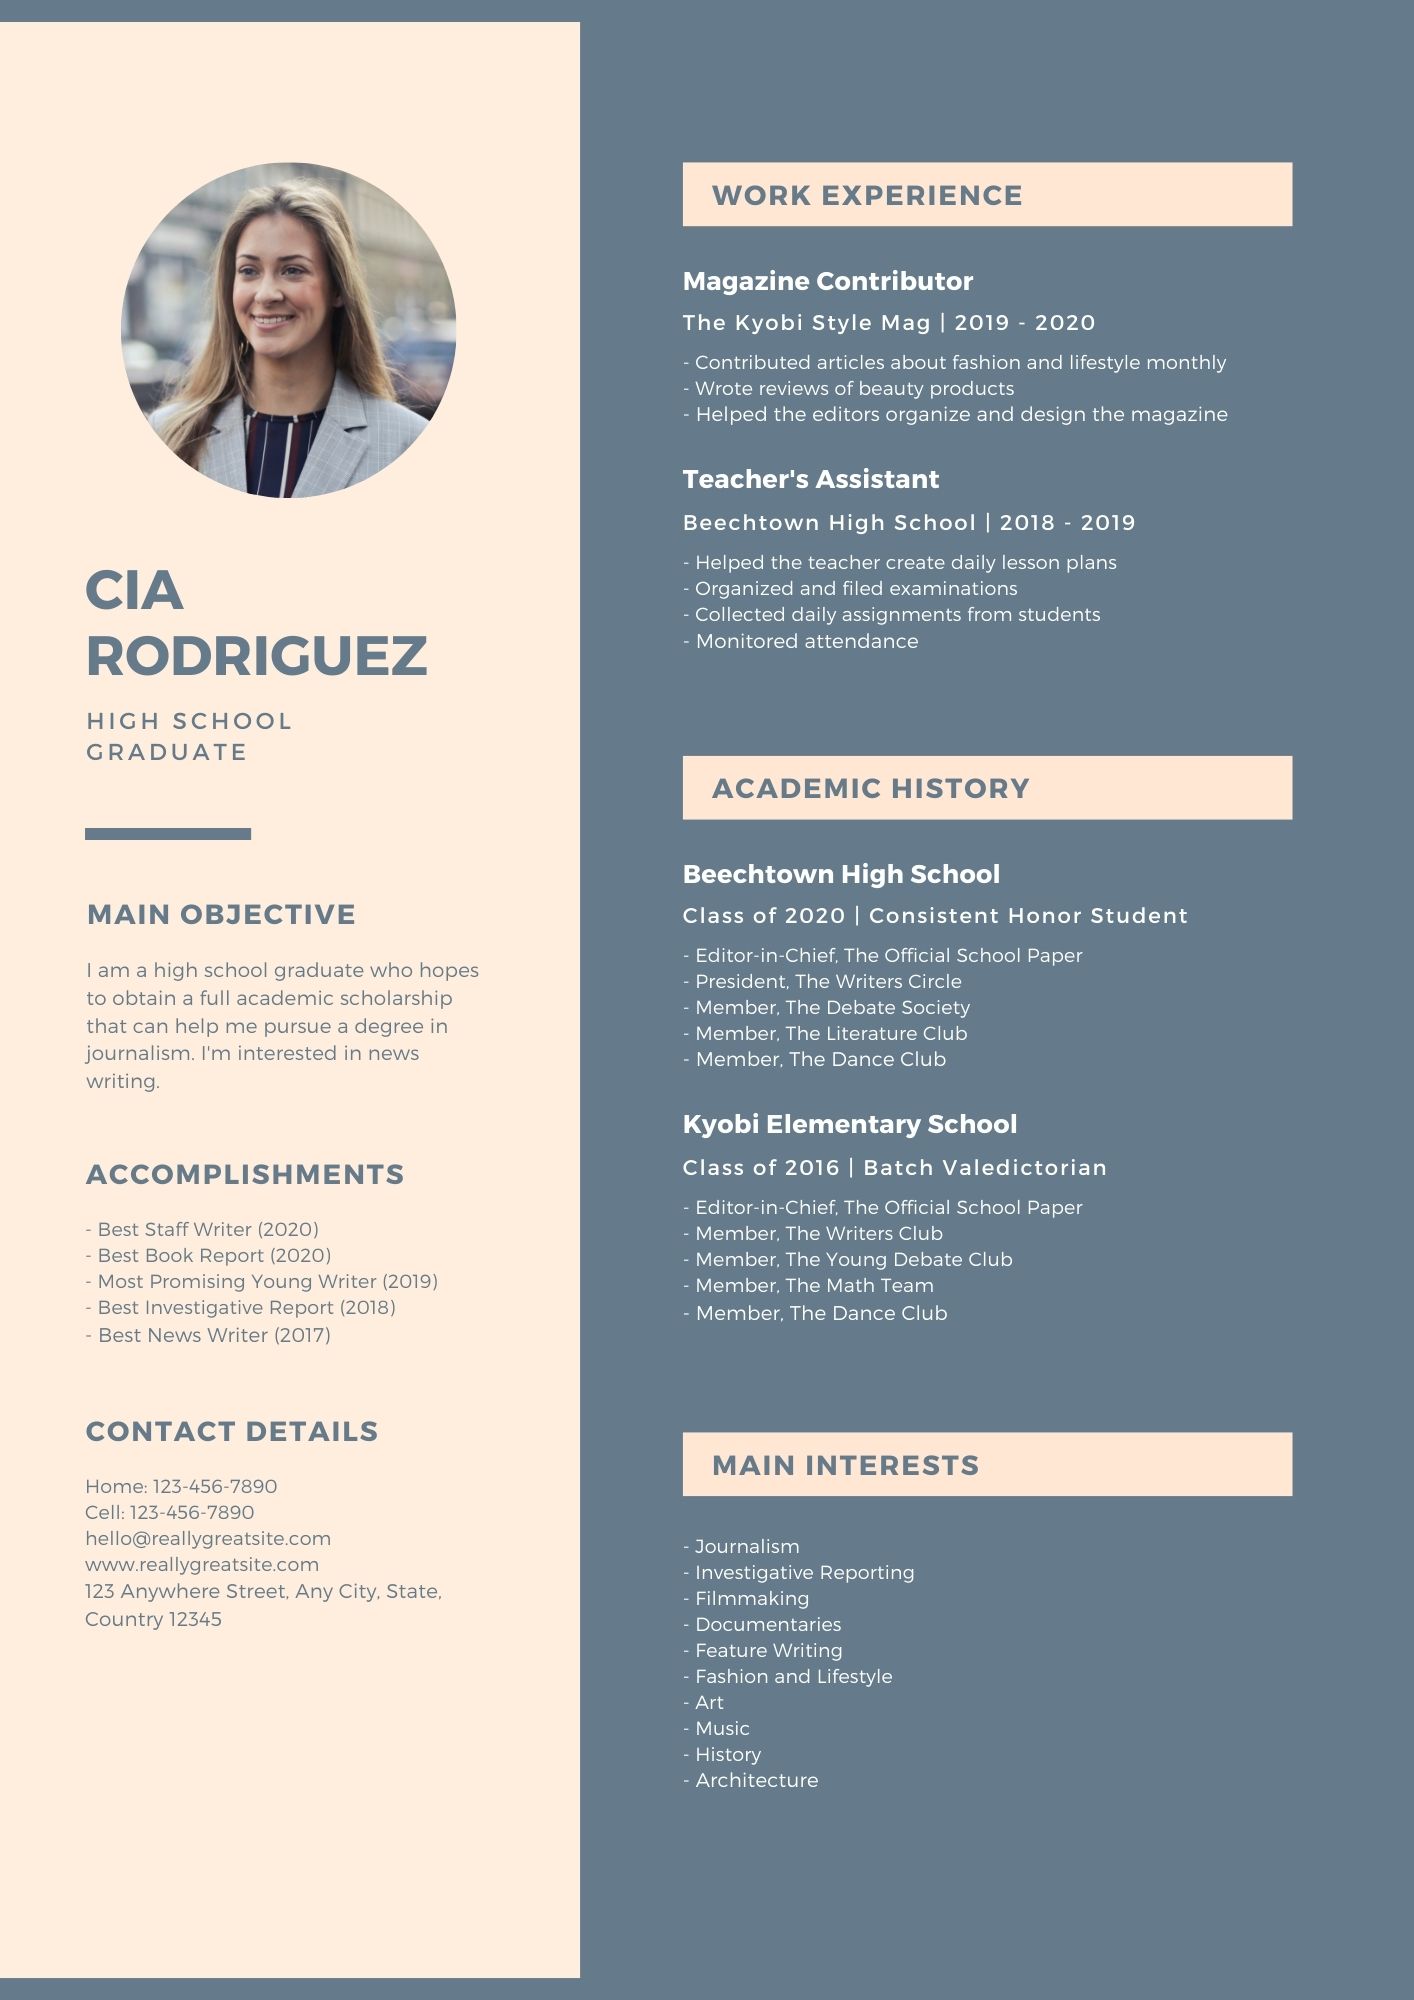 CIA
RODRIGUEZ
HIGH SCHOOL
GRADUATE
MAIN OBJECTIVE
I am a high school graduate who hopes
to obtain a full academic scholarship
that can help me pursue a degree in
journalism. I'm interested in news
writing.
ACCOMPLISHMENTS
- Best Staff Writer (2020)
- Best Book Report (2020)
- Most Promising Young Writer (2019)
- Best Investigative Report (2018)
- Best News Writer (2017)
CONTACT DETAILS
Home: 123-456-7890
Cell: 123-456-7890
hello@reallygreatsite.com
www.reallygreatsite.com
123 Anywhere Street, Any City, State,
Country 12345
WORK EXPERIENCE
Magazine Contributor
The Kyobi Style Mag | 2019 - 2020
- Contributed articles about fashion and lifestyle monthly
- Wrote reviews of beauty products
- Helped the editors organize and design the magazine
Teacher's Assistant
Beechtown High School | 2018 - 2019
- Helped the teacher create daily lesson plans
- Organized and filed examinations
- Collected daily assignments from students
- Monitored attendance
ACADEMIC HISTORY
Beechtown High School
Class of 2020 | Consistent Honor Student
- Editor-in-Chief, The Official School Paper
- President, The Writers Circle
- Member, The Debate Society
- Member, The Literature Club
- Member, The Dance Club
Kyobi Elementary School
Class of 2016 | Batch Valedictorian
- Editor-in-Chief, The Official School Paper
- Member, The Writers Club
- Member, The Young Debate Club
- Member, The Math Team
- Member, The Dance Club
MAIN INTERESTS
- Journalism
- Investigative Reporting
- Filmmaking
- Documentaries
- Feature Writing
- Fashion and Lifestyle
- Art
- Music
- History
- Architecture